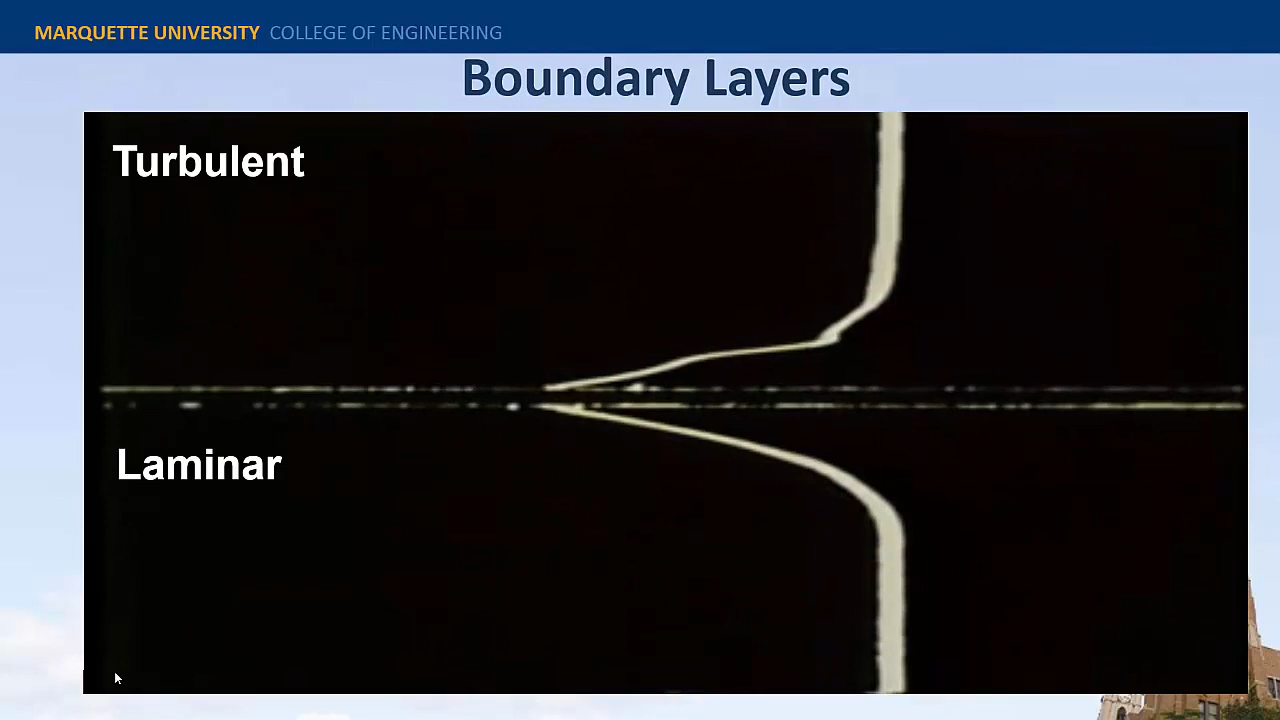 MARQUETTE UNIVERSITY COLLEGE OF ENGINEERING
Boundary Layers
Turbulent
Laminar